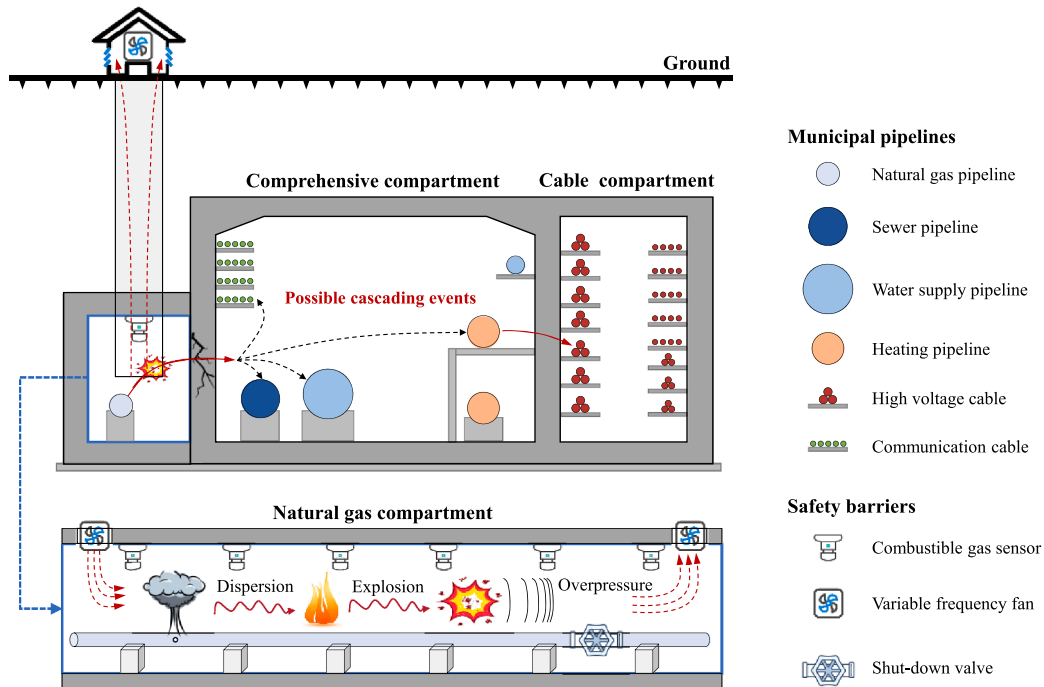 Ground
Comprehensive compartment
Cable compartment
Possible cascading events
Natural gas compartment
Dispersion
Explosion
Overpressure
Municipal pipelines
Natural gas pipeline
Sewer pipeline
Water supply pipeline
Heating pipeline
High voltage cable
Communication cable
Safety barriers
Combustible gas sensor
Variable frequency fan
Shut-down valve